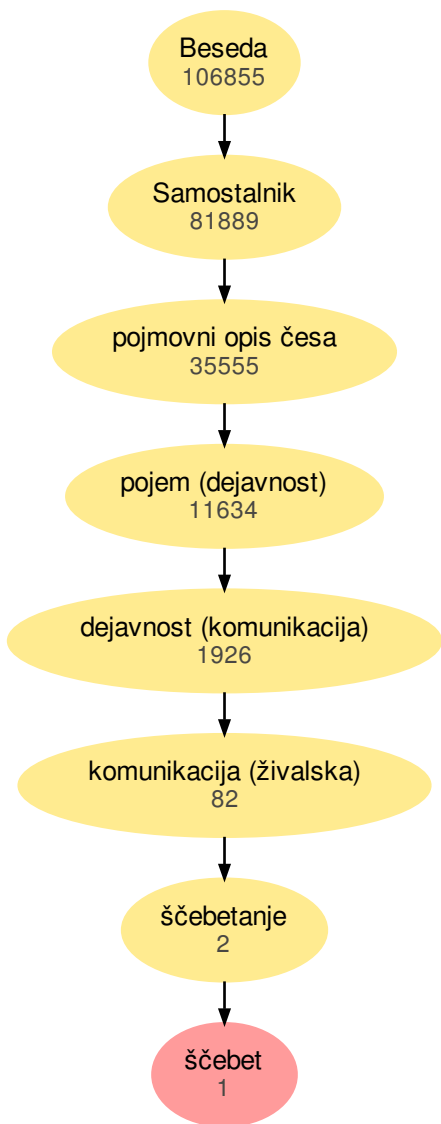 Beseda
106855
Samostalnik
81889
pojmovni opis česa
35555
pojem (dejavnost)
11634
dejavnost (komunikacija)
1926
komunikacija (živalska)
82
ščebetanje
2
ščebet
1